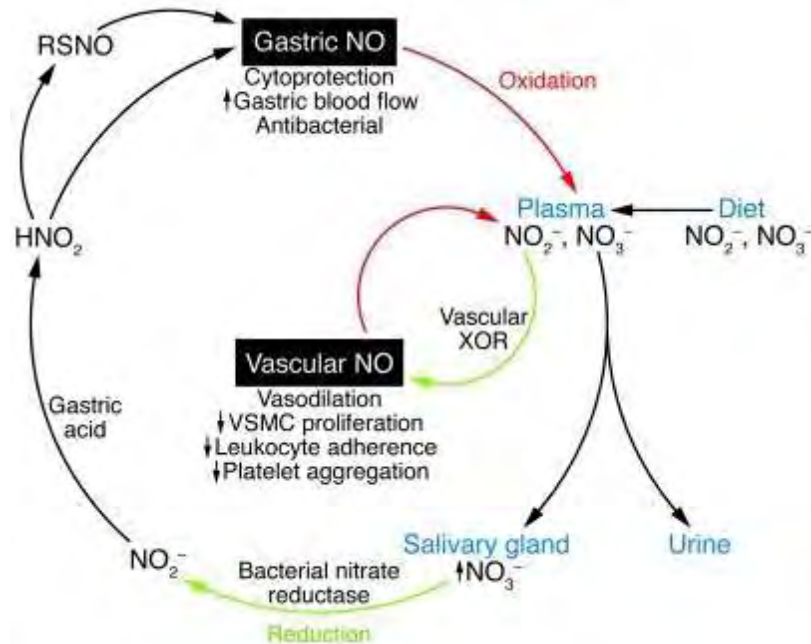 RSNO
Gastric NO
Cytoprotection
↑Gastric blood flow
Antibacterial
Oxidation
HNO₂
Plasma
NO₂⁻, NO₃⁻
Diet
NO₂⁻, NO₃⁻
Vascular
XOR
Vascular NO
Vasodilation
↓VSMC proliferation
↓Leukocyte adherence
↓Platelet aggregation
Gastric
acid
NO₂⁻
Bacterial nitrate
reductase
Reduction
Salivary gland
↑NO₃⁻
Urine